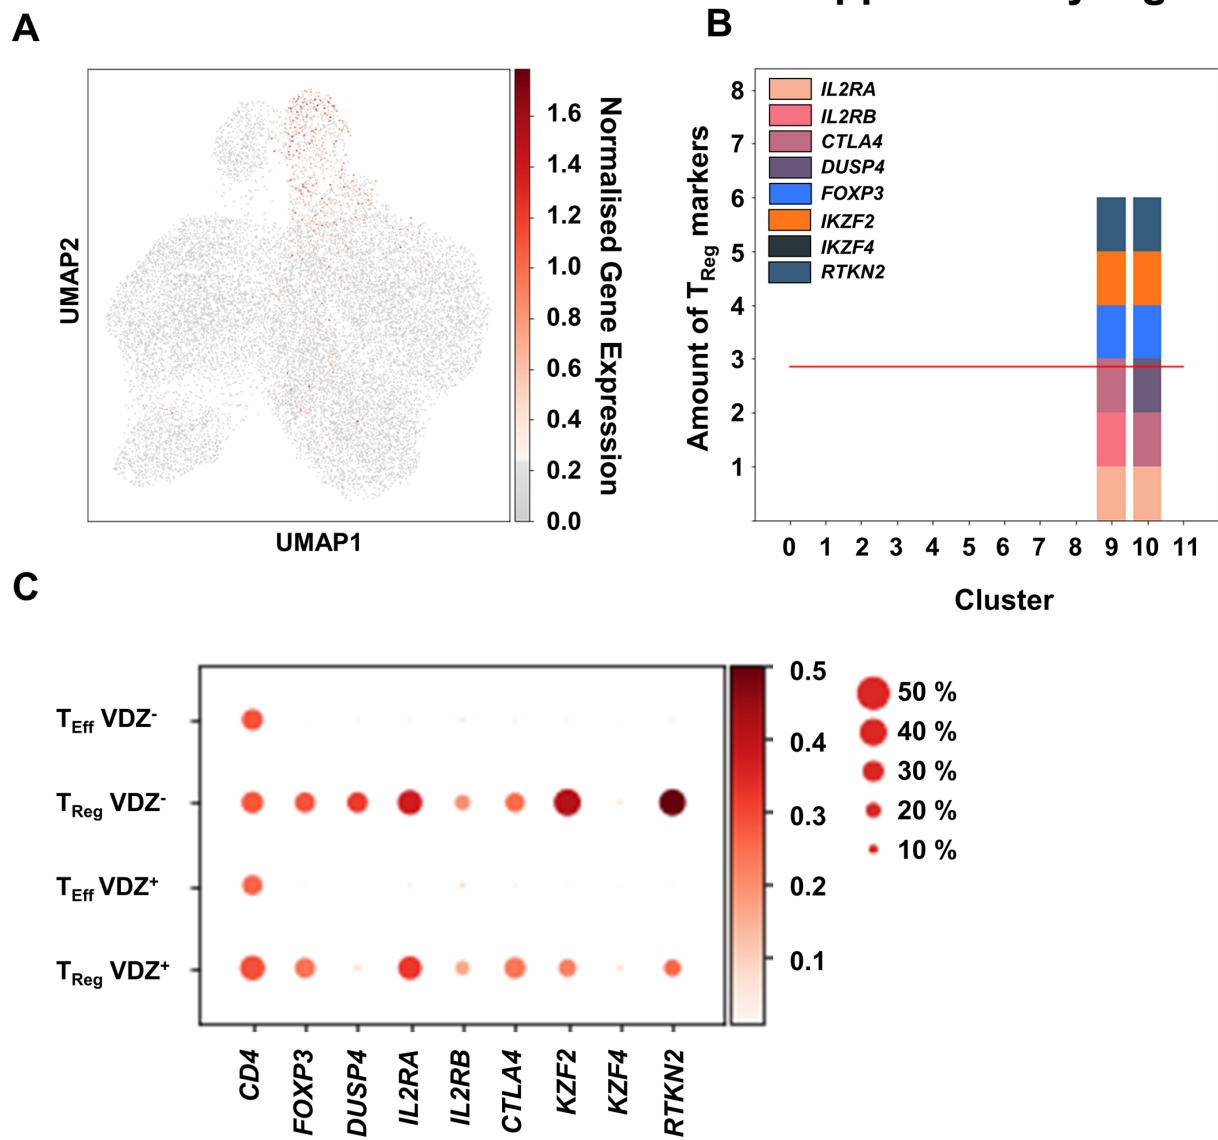 A
B
1.6
1.4
1.2
1.0
0.8
0.6
0.4
0.2
0.0
Normalised Gene Expression
UMAP2
UMAP1
Amount of TReg markers
8
7
6
5
4
3
2
1
IL2RA
IL2RB
CTLA4
DUSP4
FOXP3
IKZF2
IKZF4
RTKN2
0 1 2 3 4 5 6 7 8 9 10 11
Cluster
C
TEff VDZ-
TReg VDZ-
TEff VDZ+
TReg VDZ+
0.5
0.4
0.3
0.2
0.1
50 %
40 %
30 %
20 %
10 %
CD4 FOXP3 DUSP4 IL2RA IL2RB CTLA4 KZF2 KZF4 RTKN2